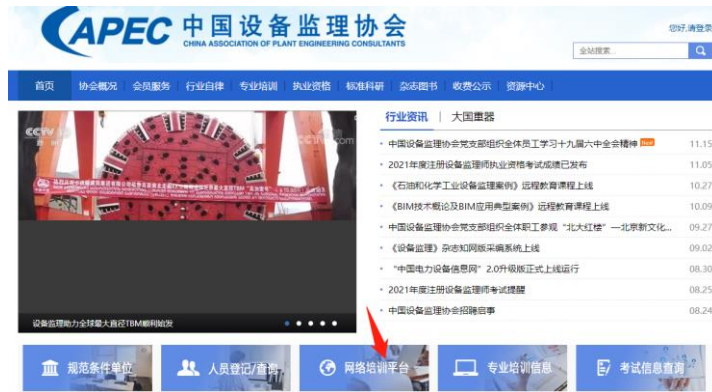 APEC 中国设备监理协会
CHINA ASSOCIATION OF PLANT ENGINEERING CONSULTANTS
您好,请登录
全站搜索...
首页 协会概况 会员服务 行业自律 专业培训 执业资格 标准科研 杂志图书 收费公示 资源中心
行业资讯 | 大国重器
CCTV 13
.com
中国设备监理协会党支部组织全体员工学习十九届六中全会精神 11.15
2021年度注册设备监理师执业资格考试成绩已发布 11.05
《石油和化学工业设备监理案例》远程教育课程上线 10.27
《BIM技术概论及BIM应用典型案例》远程教育课程上线 10.09
中国设备监理协会党支部组织全体职工参观“北大红楼”—北京新文化... 09.27
《设备监理》杂志知网版采编系统上线 09.02
“中国电力设备信息网”2.0升级版正式上线运行 08.30
2021年度注册设备监理师考试提醒 08.25
中国设备监理协会招聘启事 08.24
设备监理助力全球最大直径TBM顺利始发
规范条件单位 人员登记/查询 网络培训平台 专业培训信息 考试信息查询